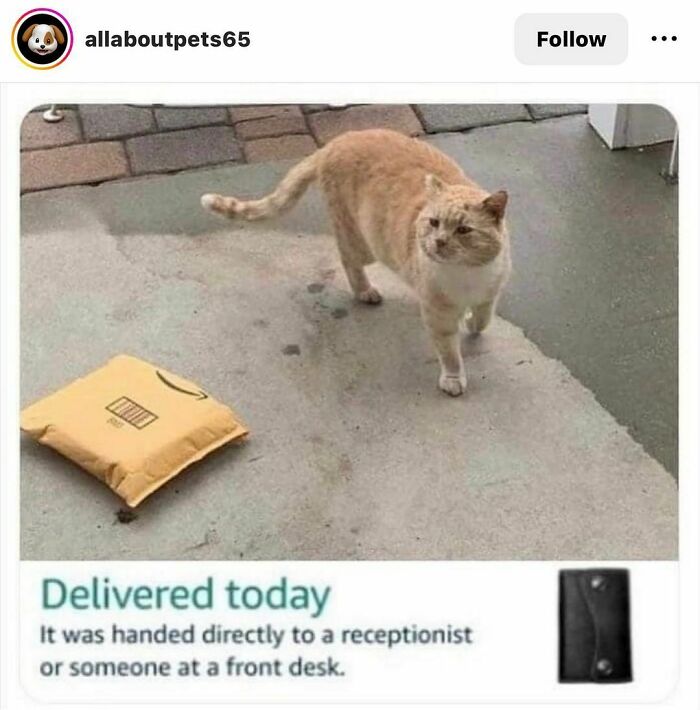 allaboutpets65
Follow
Delivered today
It was handed directly to a receptionist
or someone at a front desk.